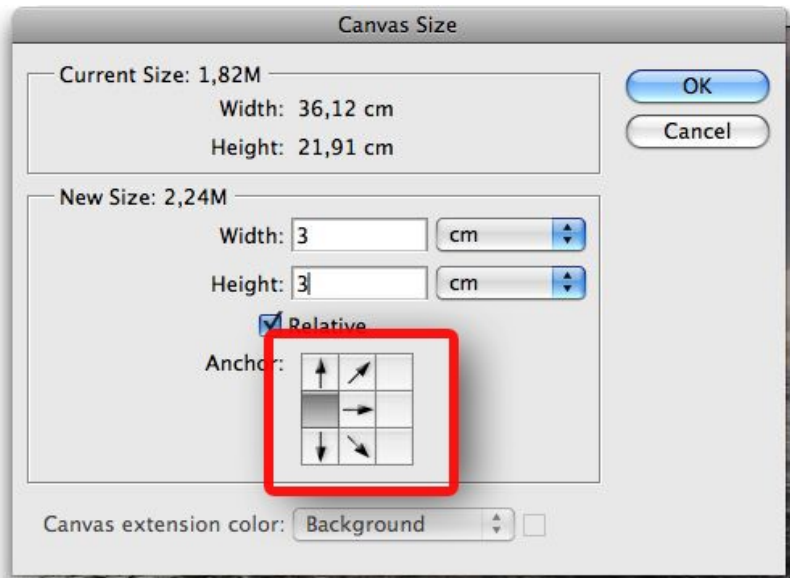 Canvas Size
Current Size: 1,82M
Width: 36,12 cm
Height: 21,91 cm
OK
Cancel
New Size: 2,24M
Width: 3 cm
Height: 3 cm
Relative
Anchor:
Canvas extension color: Background